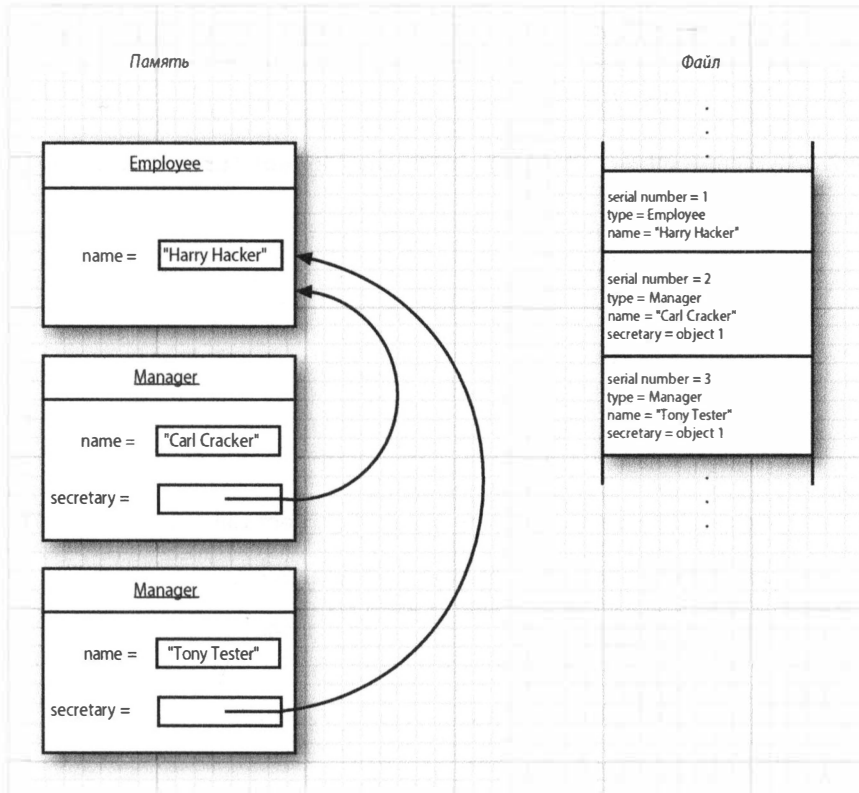 Память
Файл
Employee
name = "Harry Hacker"
Manager
name = "Carl Cracker"
secretary =
Manager
name = "Tony Tester"
secretary =
serial number = 1
type = Employee
name = "Harry Hacker"
serial number = 2
type = Manager
name = "Carl Cracker"
secretary = object 1
serial number = 3
type = Manager
name = "Tony Tester"
secretary = object 1